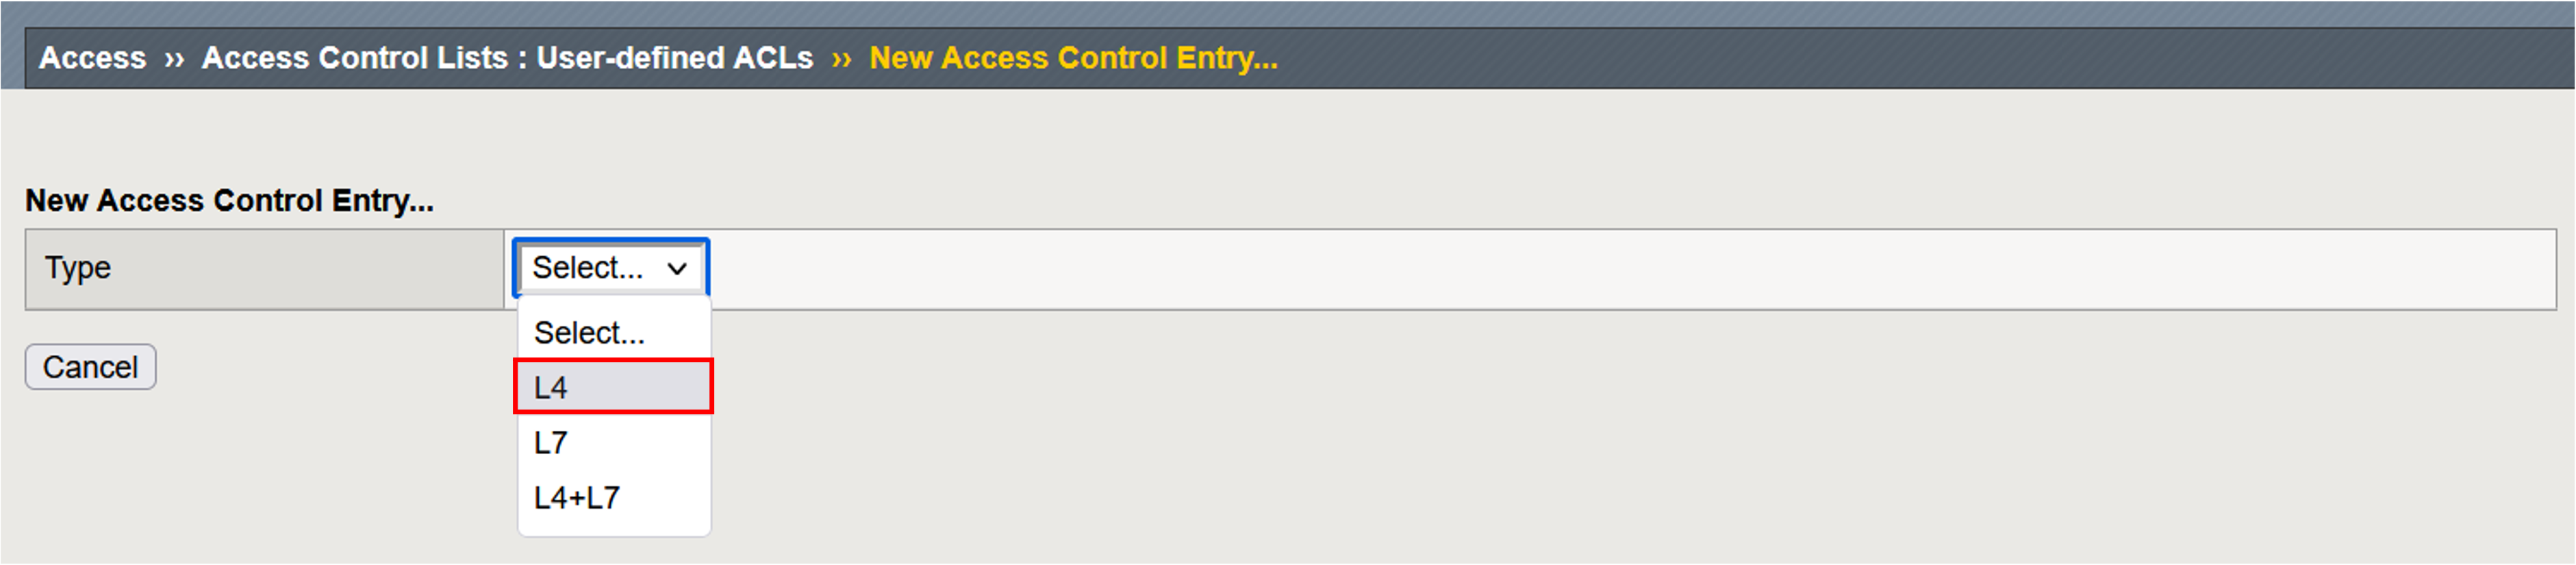 Access ›› Access Control Lists : User-defined ACLs ›› New Access Control Entry...
New Access Control Entry...
Type Select...
Select...
L4
Cancel
L7
L4+L7